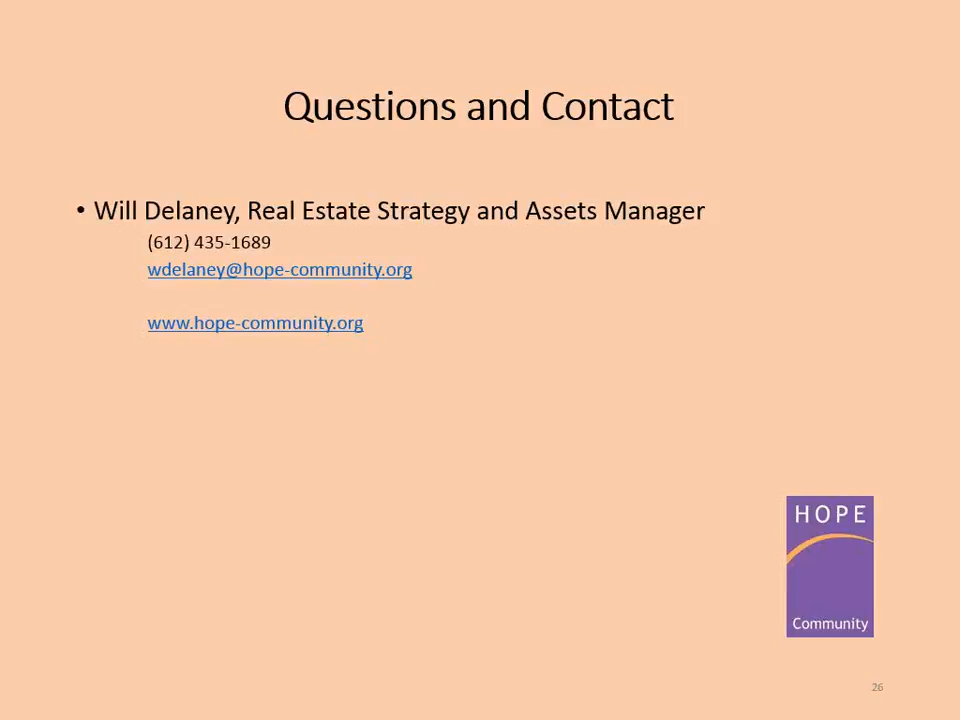 Questions and Contact
• Will Delaney, Real Estate Strategy and Assets Manager
(612) 435-1689
wdelaney@hope-community.org
www.hope-community.org
HOPE
Community
26